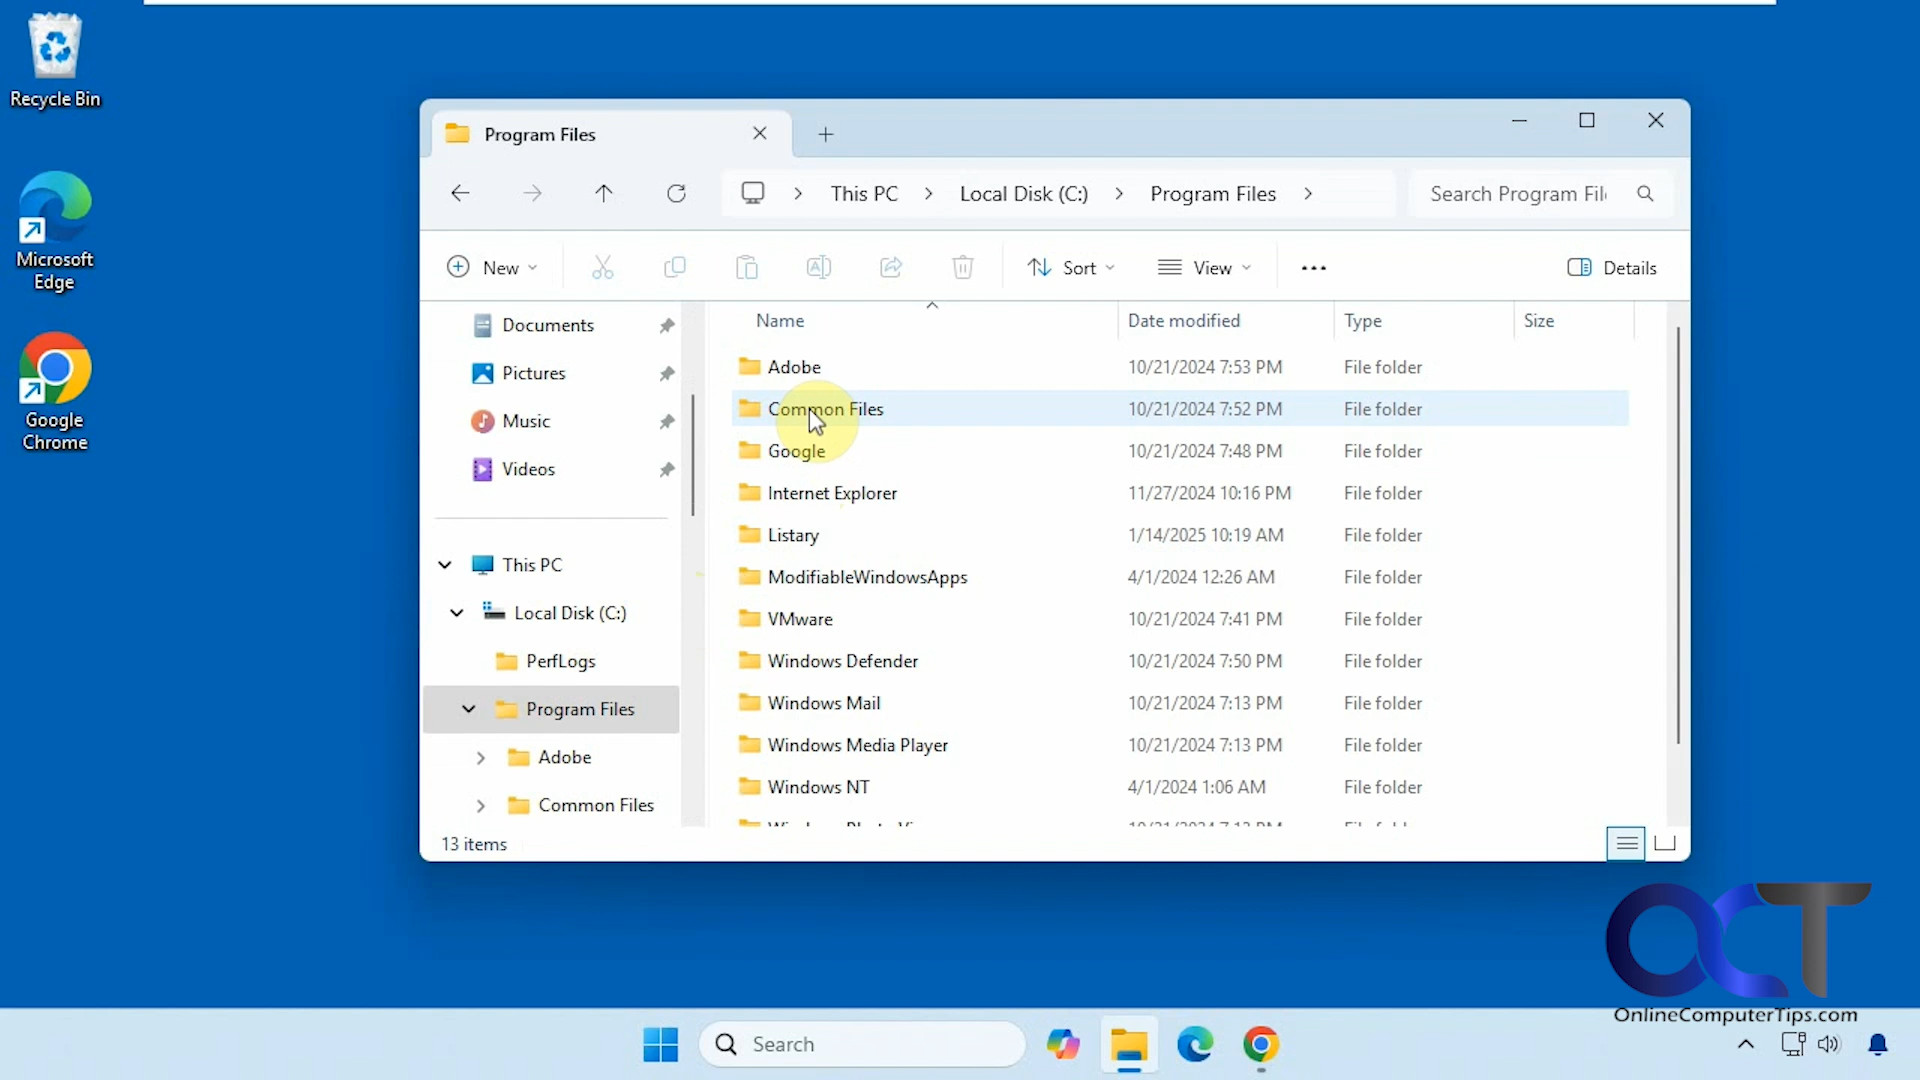 Recycle Bin
Microsoft
Edge
Google
Chrome
Program Files
This PC
Local Disk (C:)
Program Files
Search Program Fil
New
Sort
View
Details
Documents
Pictures
Music
Videos
This PC
Local Disk (C:)
PerfLogs
Program Files
Adobe
Common Files
Name Date modified Type Size
Adobe 10/21/2024 7:53 PM File folder
Common Files 10/21/2024 7:52 PM File folder
Google 10/21/2024 7:48 PM File folder
Internet Explorer 11/27/2024 10:16 PM File folder
Listary 1/14/2025 10:19 AM File folder
ModifiableWindowsApps 4/1/2024 12:26 AM File folder
VMware 10/21/2024 7:41 PM File folder
Windows Defender 10/21/2024 7:50 PM File folder
Windows Mail 10/21/2024 7:13 PM File folder
Windows Media Player 10/21/2024 7:13 PM File folder
Windows NT 4/1/2024 1:06 AM File folder
13 items
OCT
OnlineComputerTips.com
Search